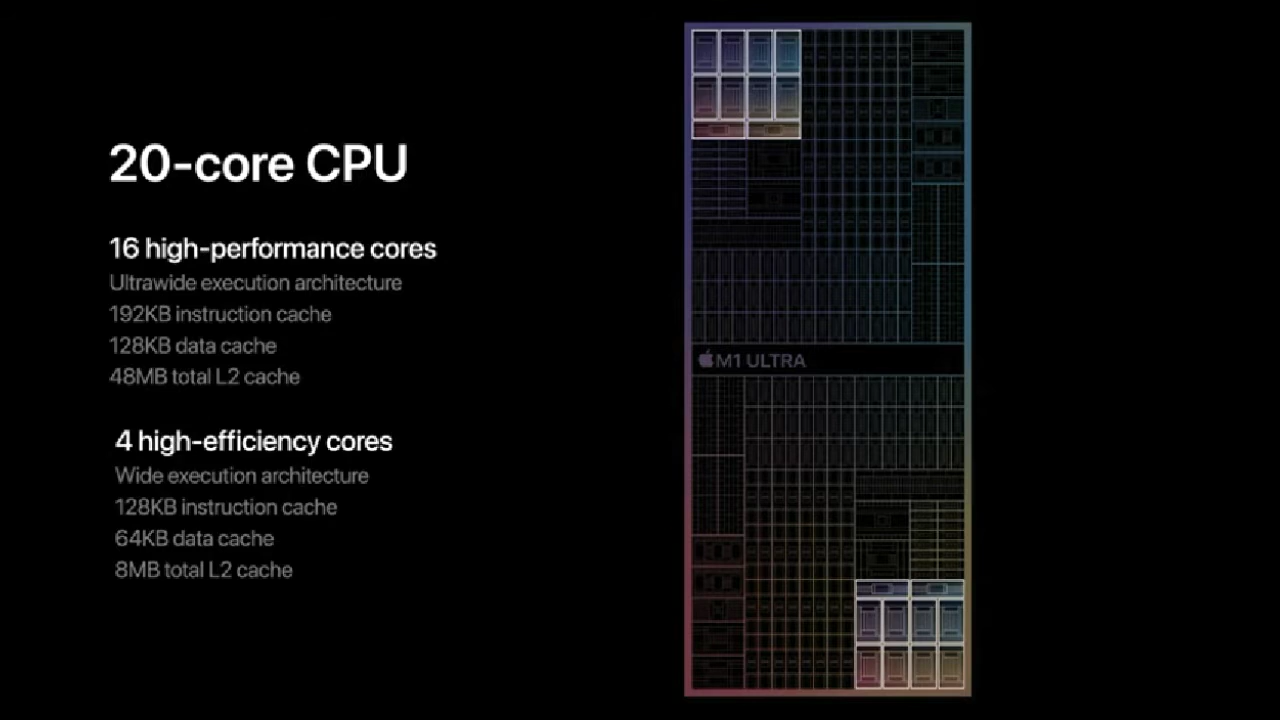 20-core CPU
16 high-performance cores
Ultrawide execution architecture
192KB instruction cache
128KB data cache
48MB total L2 cache
4 high-efficiency cores
Wide execution architecture
128KB instruction cache
64KB data cache
8MB total L2 cache
M1 ULTRA